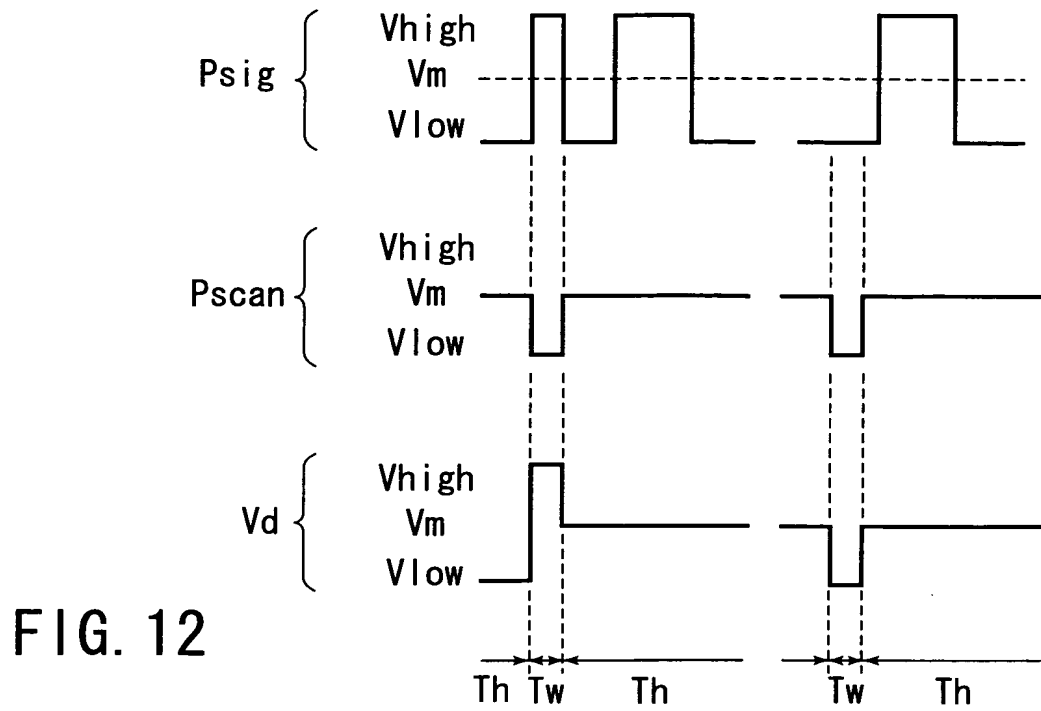 Psig
Vhigh
Vm
Vlow
Pscan
Vhigh
Vm
Vlow
Vd
Vhigh
Vm
Vlow
FIG. 12
Th Tw Th Tw Th